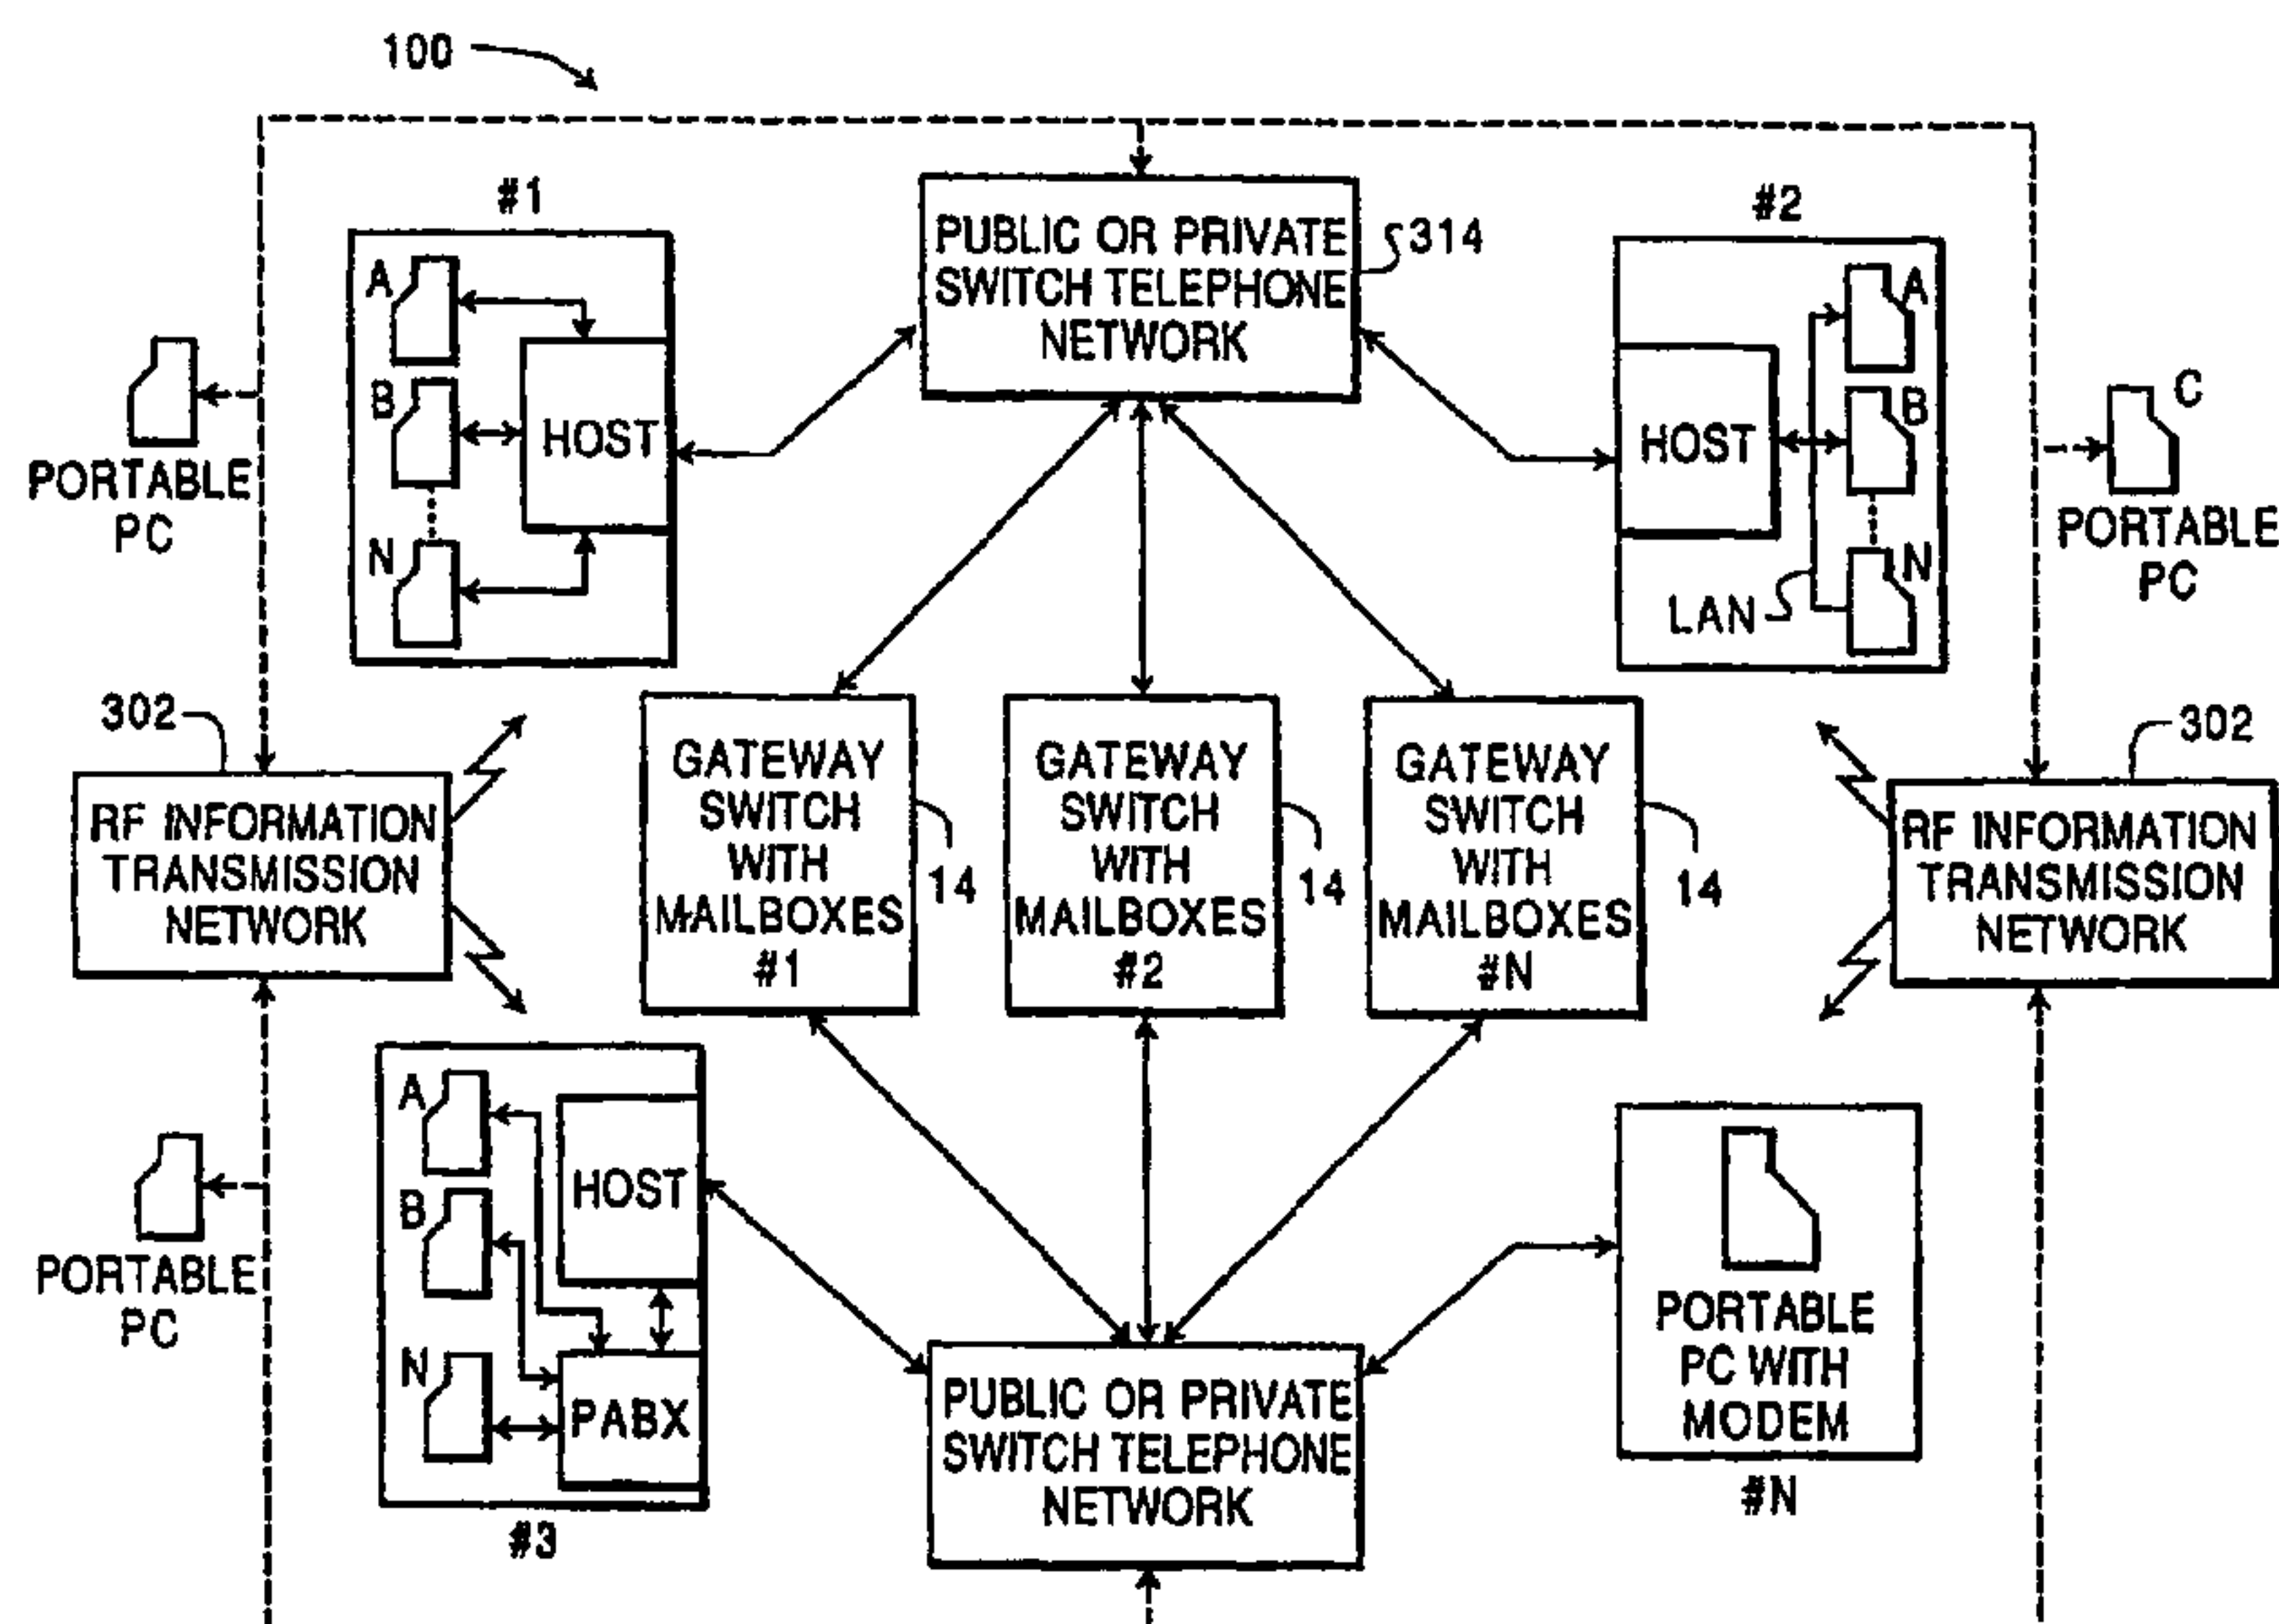 100
#1
A
B
N
HOST
PUBLIC OR PRIVATE
SWITCH TELEPHONE
NETWORK
314
#2
HOST
A
B
N
LAN
PORTABLE
PC
C
PORTABLE
PC
302
RF INFORMATION
TRANSMISSION
NETWORK
GATEWAY
SWITCH
WITH
MAILBOXES
#1
14
GATEWAY
SWITCH
WITH
MAILBOXES
#2
14
GATEWAY
SWITCH
WITH
MAILBOXES
#N
14
302
RF INFORMATION
TRANSMISSION
NETWORK
PORTABLE
PC
A
B
N
HOST
PABX
#3
PUBLIC OR PRIVATE
SWITCH TELEPHONE
NETWORK
PORTABLE
PC WITH
MODEM
#N